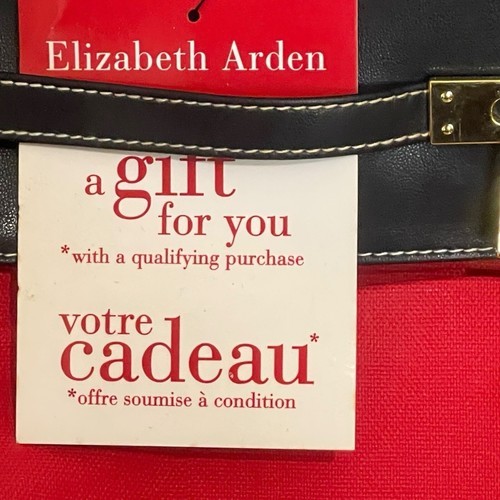 Elizabeth Arden
a gift
for you
*with a qualifying purchase
votre
cadeau*
*offre soumise à condition